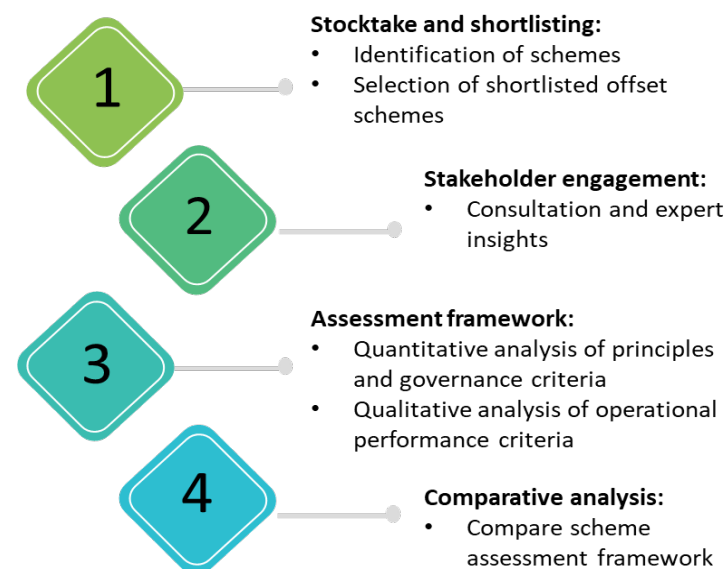 1
Stocktake and shortlisting:
• Identification of schemes
• Selection of shortlisted offset
schemes
2
Stakeholder engagement:
• Consultation and expert
insights
3
Assessment framework:
• Quantitative analysis of principles
and governance criteria
• Qualitative analysis of operational
performance criteria
4
Comparative analysis:
• Compare scheme
assessment framework